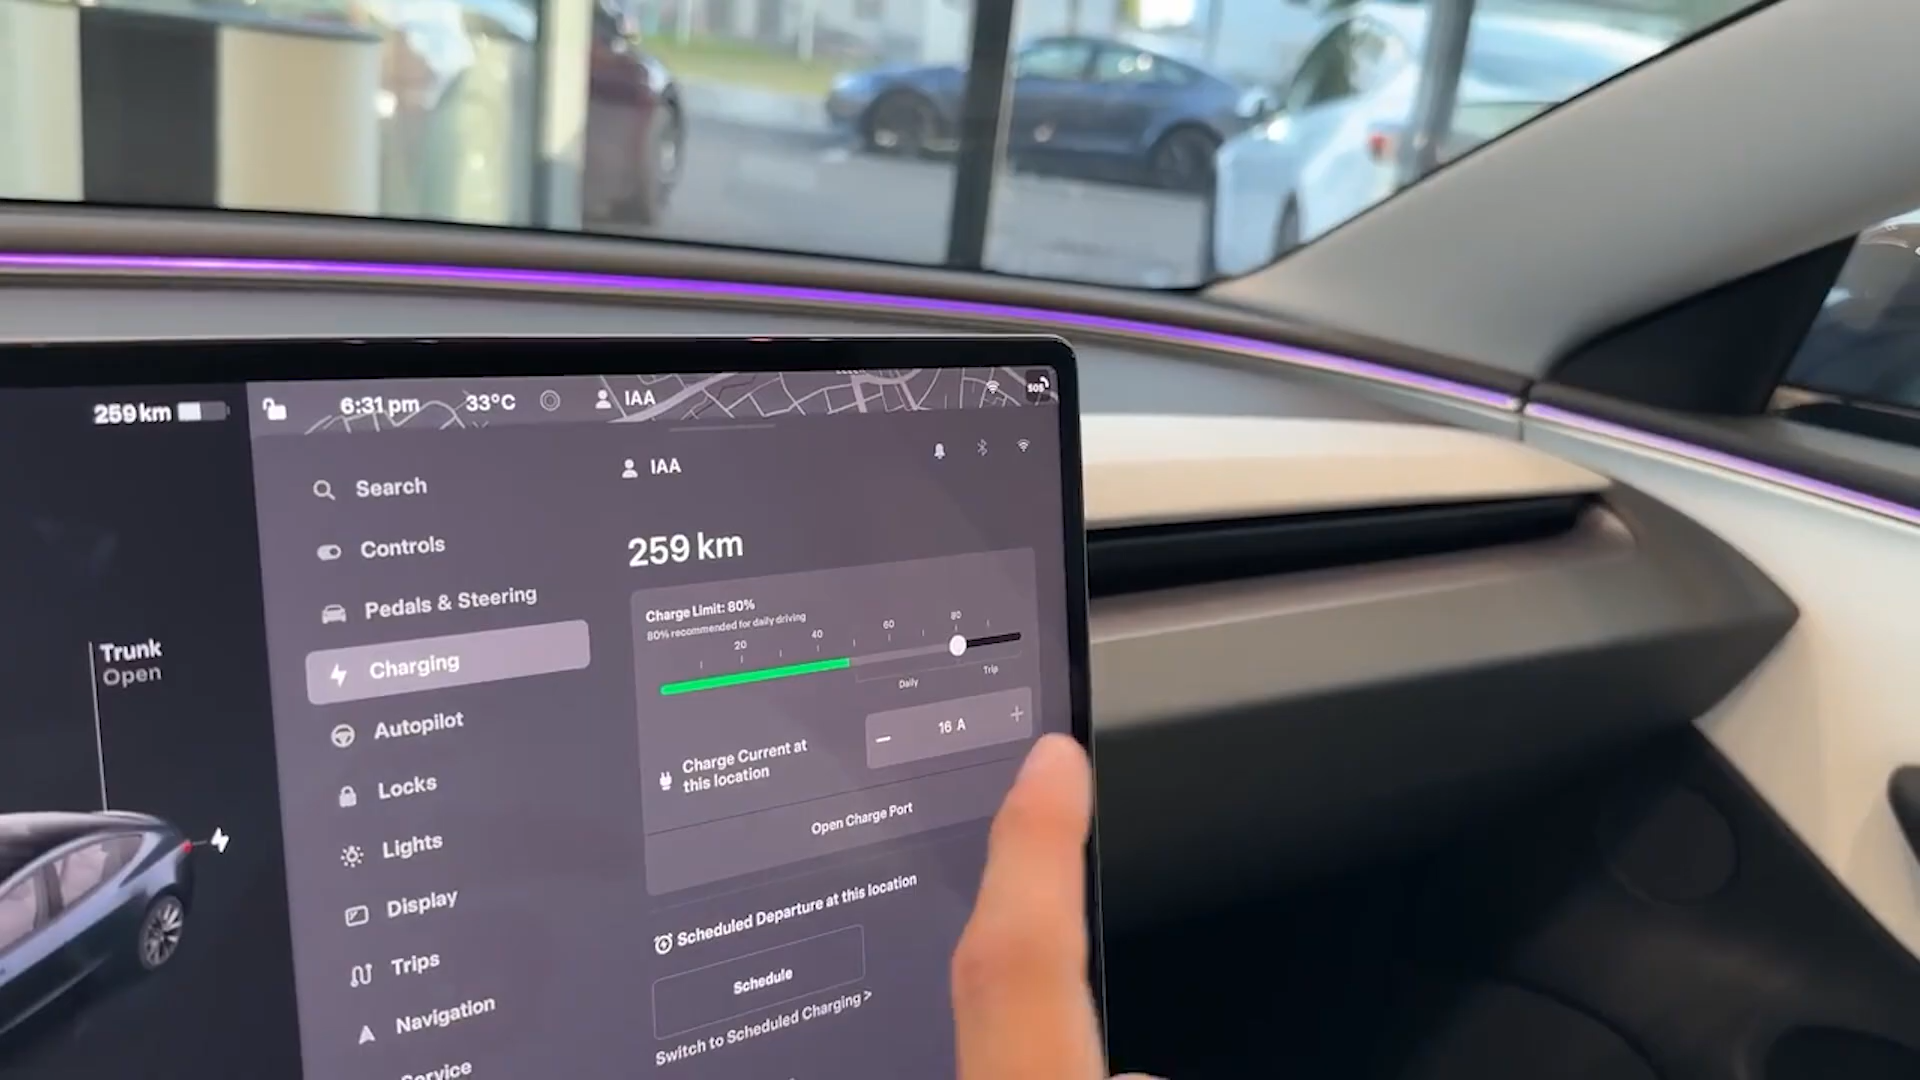 259 km
6:31 pm
33°C
IAA
SOS
Search
Controls
Pedals & Steering
Charging
Autopilot
Locks
Lights
Display
Trips
Navigation
Service
Trunk
Open
IAA
259 km
Charge Limit: 80%
80% recommended for daily driving
20
40
60
80
Daily
Trip
Charge Current at
this location
16 A
Open Charge Port
Scheduled Departure at this location
Schedule
Switch to Scheduled Charging >